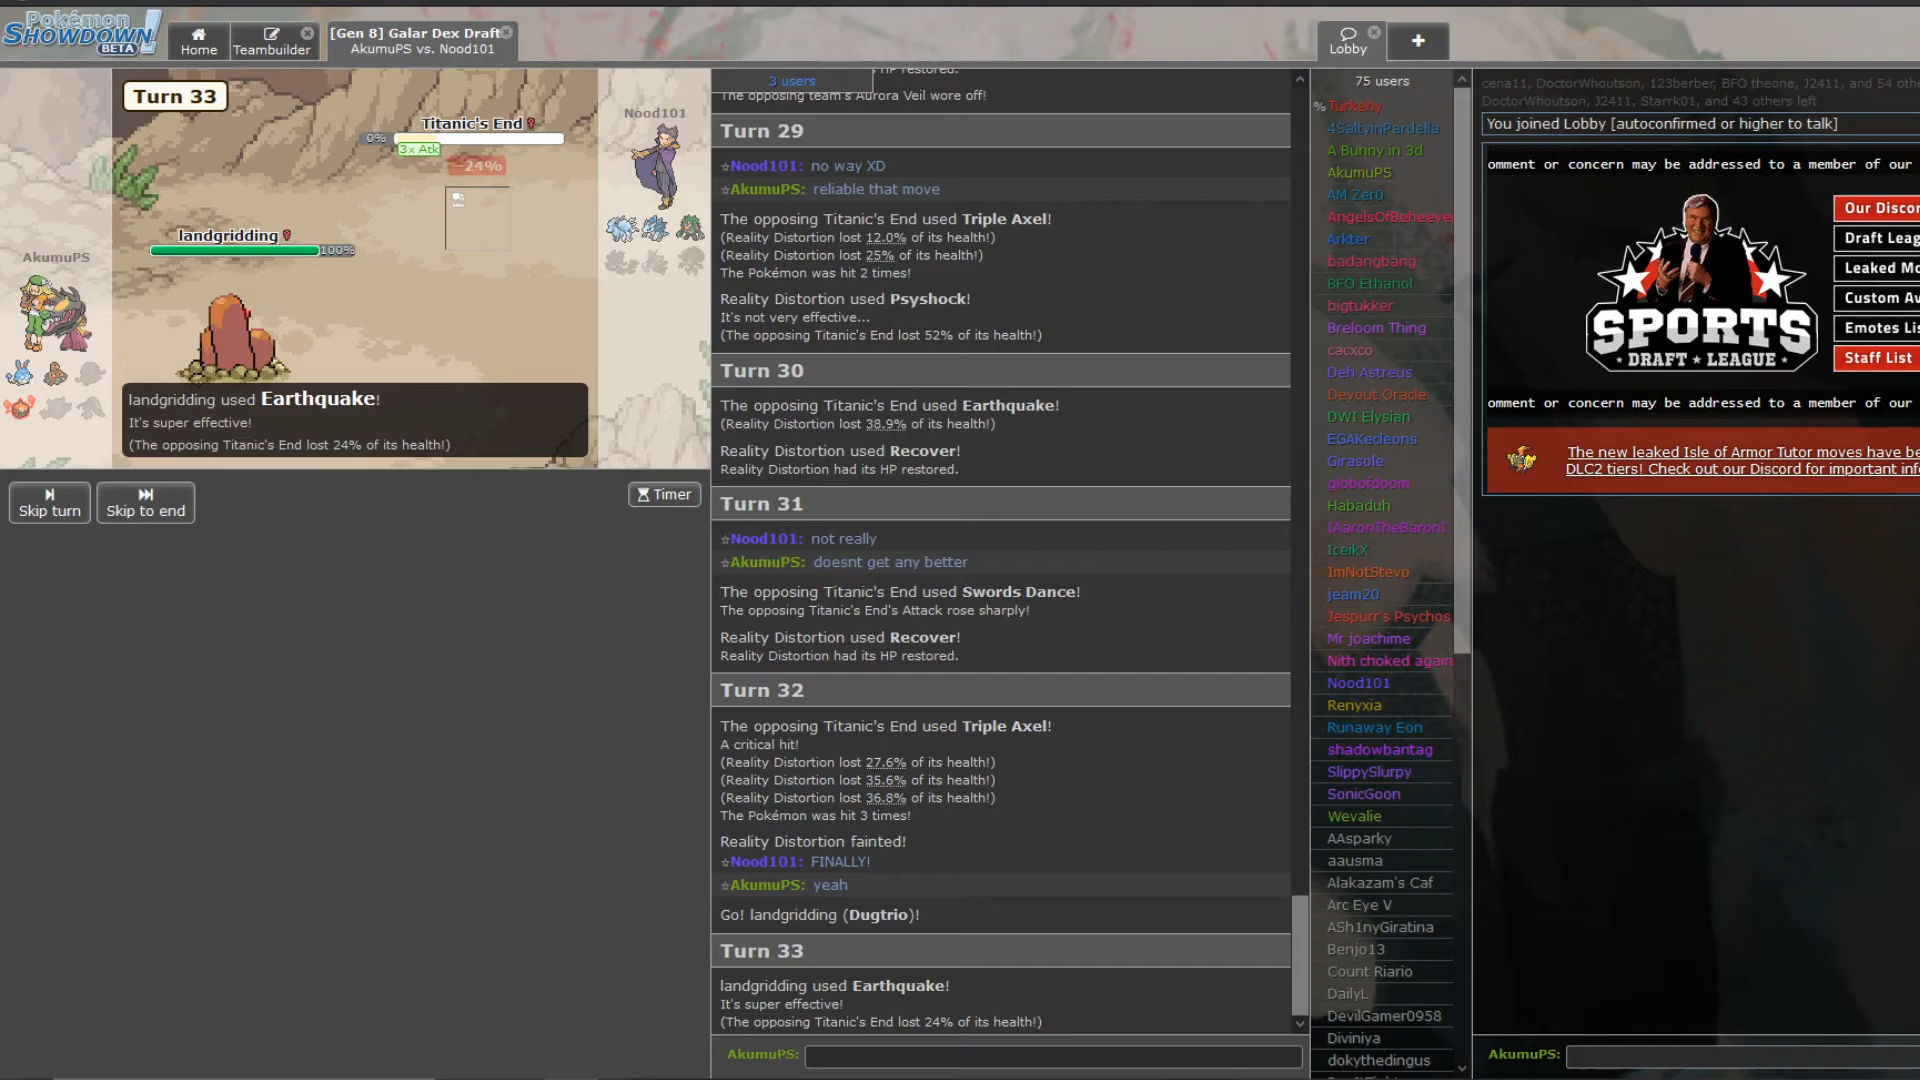 Pokémon
SHOWDOWN!
BETA
Home
Teambuilder
[Gen 8] Galar Dex Draft
AkumuPS vs. Nood101
Lobby
Turn 33
Titanic's End
0%
3x Atk
−24%
Nood101
landgridding
100%
AkumuPS
landgridding used Earthquake!
It's super effective!
(The opposing Titanic's End lost 24% of its health!)
Skip turn
Skip to end
Timer
3 users
HP restored.
The opposing team's Aurora Veil wore off!
Turn 29
☆Nood101: no way XD
☆AkumuPS: reliable that move
The opposing Titanic's End used Triple Axel!
(Reality Distortion lost 12.0% of its health!)
(Reality Distortion lost 25% of its health!)
The Pokémon was hit 2 times!
Reality Distortion used Psyshock!
It's not very effective...
(The opposing Titanic's End lost 52% of its health!)
Turn 30
The opposing Titanic's End used Earthquake!
(Reality Distortion lost 38.9% of its health!)
Reality Distortion used Recover!
Reality Distortion had its HP restored.
Turn 31
☆Nood101: not really
☆AkumuPS: doesnt get any better
The opposing Titanic's End used Swords Dance!
The opposing Titanic's End's Attack rose sharply!
Reality Distortion used Recover!
Reality Distortion had its HP restored.
Turn 32
The opposing Titanic's End used Triple Axel!
A critical hit!
(Reality Distortion lost 27.6% of its health!)
(Reality Distortion lost 35.6% of its health!)
(Reality Distortion lost 36.8% of its health!)
The Pokémon was hit 3 times!
Reality Distortion fainted!
☆Nood101: FINALLY!
☆AkumuPS: yeah
Go! landgridding (Dugtrio)!
Turn 33
landgridding used Earthquake!
It's super effective!
(The opposing Titanic's End lost 24% of its health!)
AkumuPS:
75 users
%Turkehy
4SaltyinPardella
A Bunny in 3d
AkumuPS
AM Zer0
AngelsOfBeheeye
Arkter
badangbang
BFO Ethanol
bigtukker
Breloom Thing
cacxco
Deh Astreus
Devout Oracle
DWI Elysian
EGAKecleons
Girasole
globofdoom
Habaduh
IAaronTheBaronI
IceikX
ImNotStevo
jeam20
Jespurr's Psychos
Mr joachime
Nith choked again
Nood101
Renyxia
Runaway Eon
shadowbantag
SlippySlurpy
SonicGoon
Wevalie
AAsparky
aausma
Alakazam's Caf
Arc Eye V
ASh1nyGiratina
Benjo13
Count Riario
DailyL
DevilGamer0958
Diviniya
dokythedingus
cena11, DoctorWhoutson, 123berber, BFO theone, J2411, and 54 othe
DoctorWhoutson, J2411, Starrk01, and 43 others left
You joined Lobby [autoconfirmed or higher to talk]
omment or concern may be addressed to a member of our
SPORTS
DRAFT ★ LEAGUE
Our Discor
Draft Leag
Leaked Mo
Custom Av
Emotes Lis
Staff List
omment or concern may be addressed to a member of our
The new leaked Isle of Armor Tutor moves have be
DLC2 tiers! Check out our Discord for important info
AkumuPS: